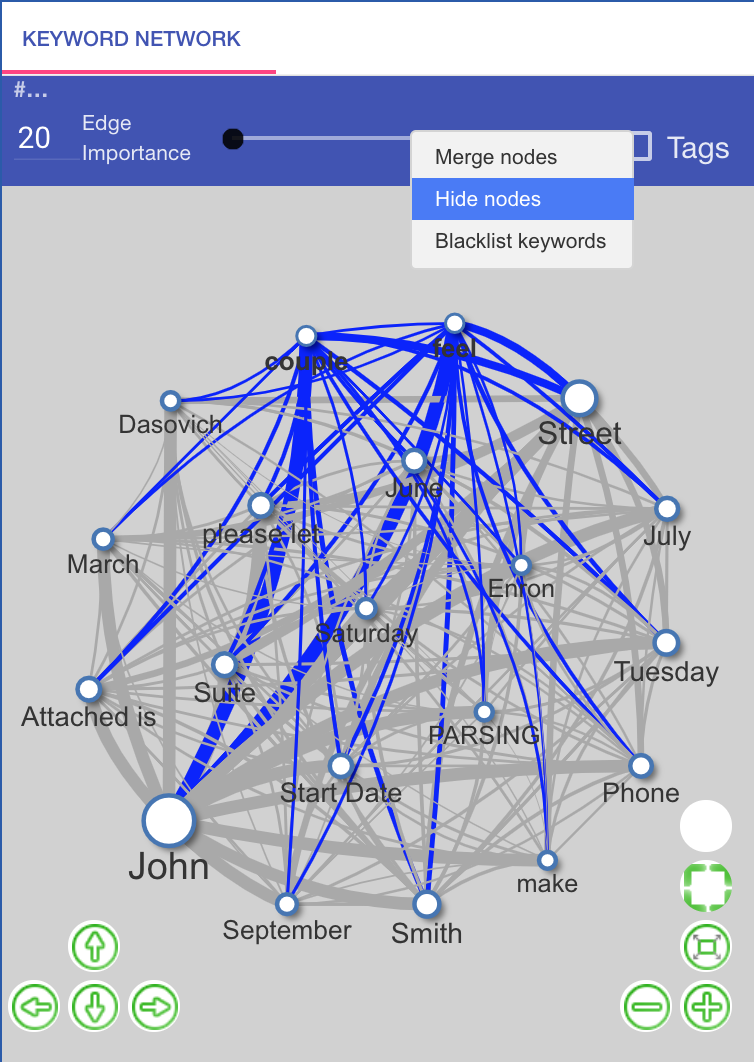 KEYWORD NETWORK
#...
20
Edge
Importance
Tags
Merge nodes
Hide nodes
Blacklist keywords
couple
feel
Dasovich
Street
June
please let
July
March
Enron
Saturday
Tuesday
Suite
Attached is
PARSING
Start Date
Phone
John
make
September
Smith